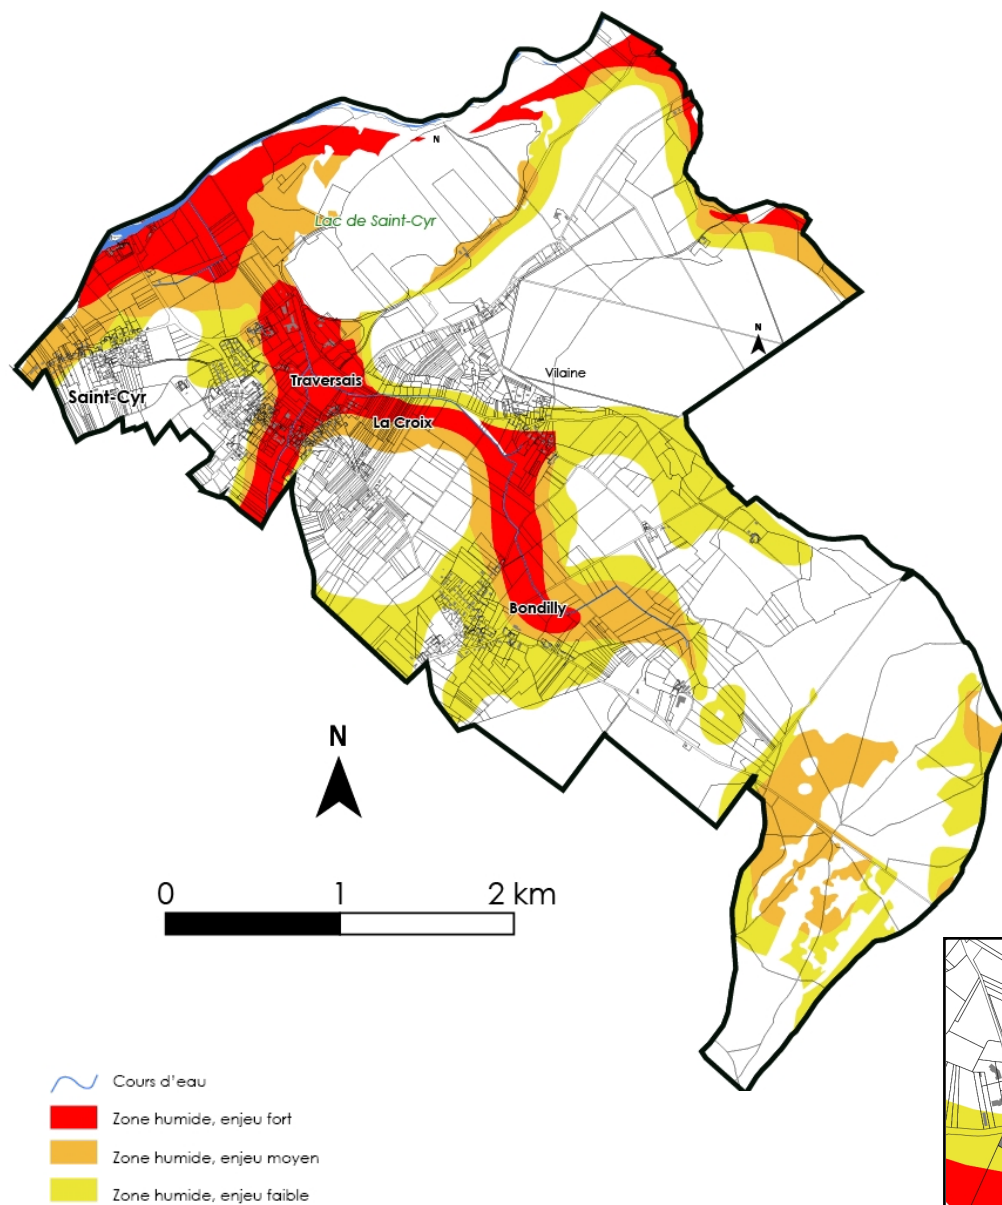 N
Lac de Saint-Cyr
N
Vilaine
Traversais
Saint-Cyr
La Croix
Bondilly
N
0 1 2 km
Cours d'eau
Zone humide, enjeu fort
Zone humide, enjeu moyen
Zone humide, enjeu faible